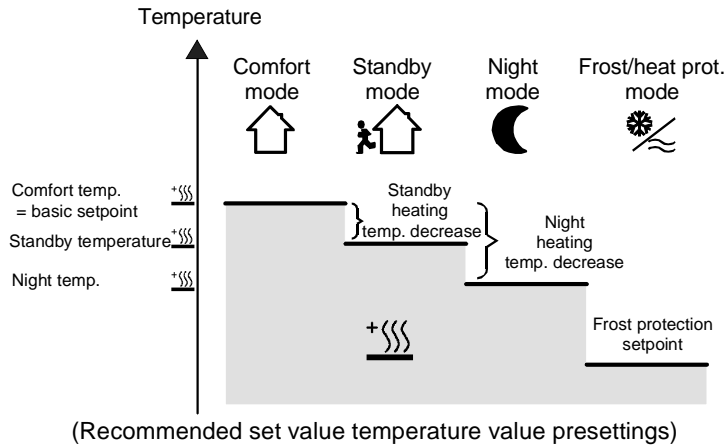 Temperature
Comfort
mode
Standby
mode
Night
mode
Frost/heat prot.
mode
Comfort temp.
= basic setpoint
Standby temperature
Night temp.
Standby
heating
temp. decrease
Night
heating
temp. decrease
Frost protection
setpoint
(Recommended set value temperature value presettings)